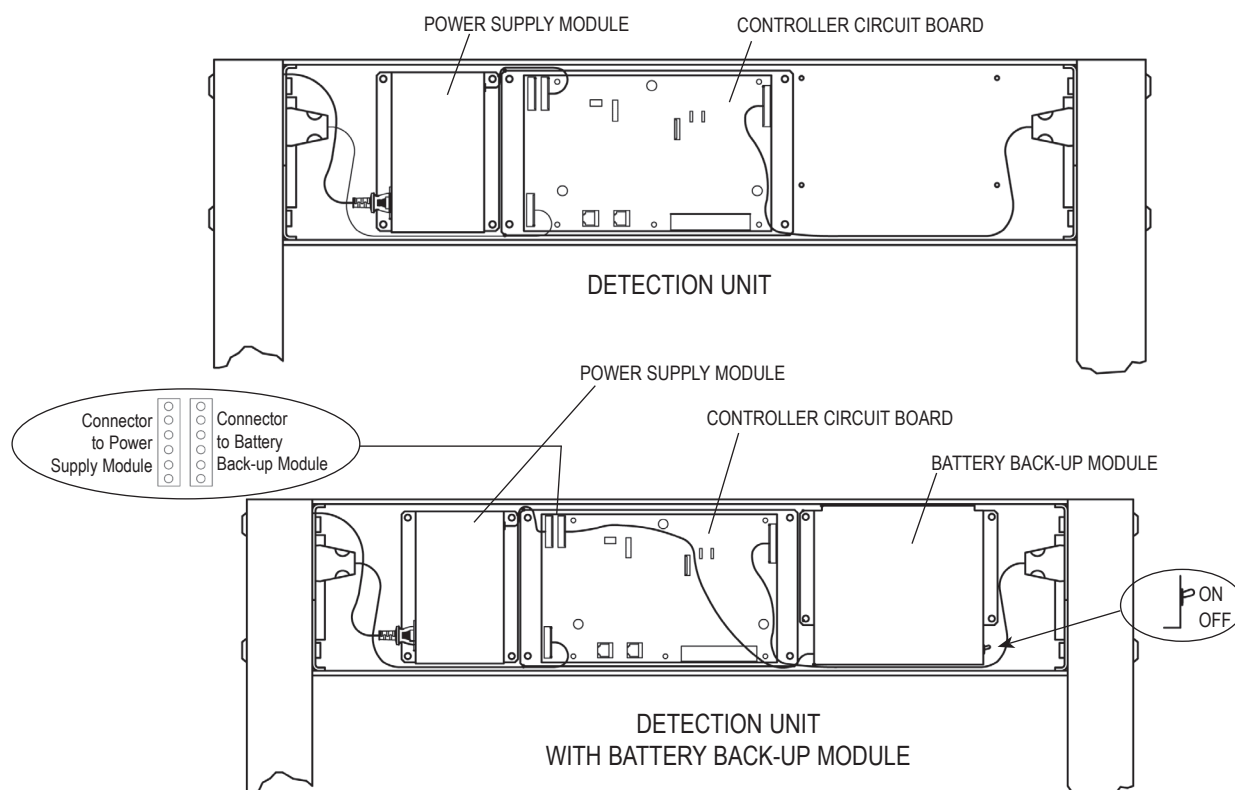 POWER SUPPLY MODULE
CONTROLLER CIRCUIT BOARD
DETECTION UNIT
POWER SUPPLY MODULE
Connector
to Power
Supply Module
Connector
to Battery
Back-up Module
CONTROLLER CIRCUIT BOARD
BATTERY BACK-UP MODULE
ON
OFF
DETECTION UNIT
WITH BATTERY BACK-UP MODULE